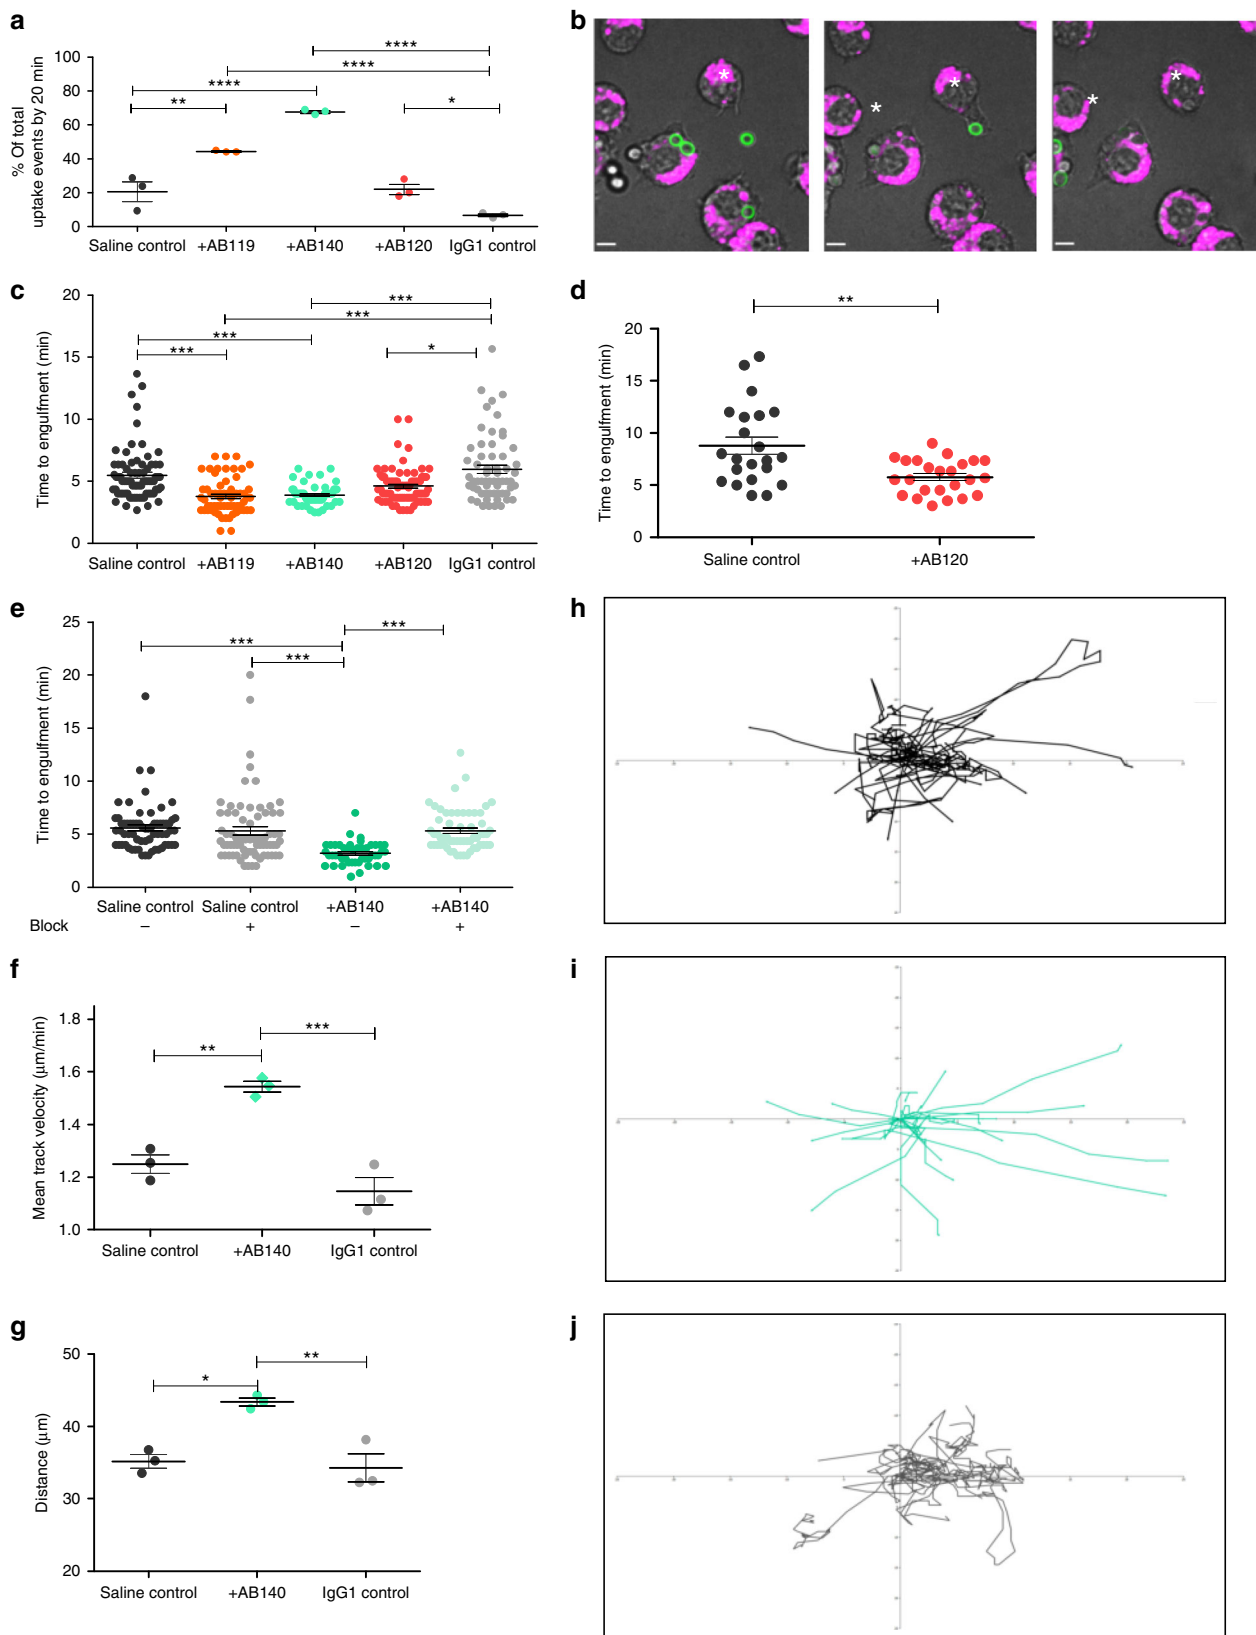 a
% Of total
uptake events by 20 min
100
80
60
40
20
0
****
****
****
**
*
Saline control
+AB119
+AB140
+AB120
IgG1 control
b
*
*
*
*
c
Time to engulfment (min)
20
15
10
5
0
***
***
***
***
*
Saline control
+AB119
+AB140
+AB120
IgG1 control
d
Time to engulfment (min)
20
15
10
5
0
**
Saline control
+AB120
e
Time to engulfment (min)
25
20
15
10
5
0
***
***
***
Saline control
Saline control
+AB140
+AB140
Block
–
+
–
+
f
Mean track velocity (μm/min)
1.8
1.6
1.4
1.2
1.0
**
***
Saline control
+AB140
IgG1 control
g
Distance (μm)
50
40
30
20
*
**
Saline control
+AB140
IgG1 control
h
i
j